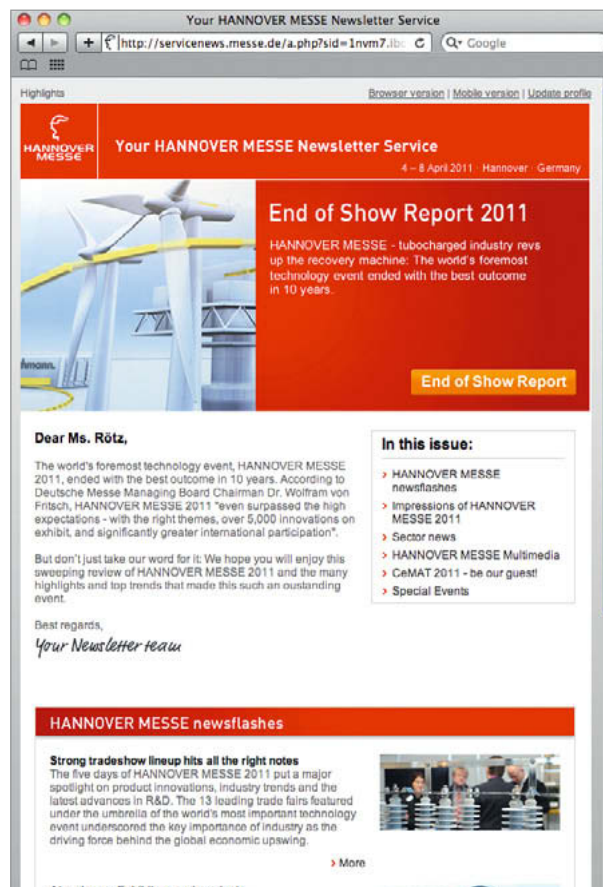 Your HANNOVER MESSE Newsletter Service
http://servicenews.messe.de/a.php?sid=1nvm7.
Google
Highlights
Browser version | Mobile version | Update profile
HANNOVER
MESSE
Your HANNOVER MESSE Newsletter Service
4 – 8 April 2011 · Hannover · Germany
End of Show Report 2011
HANNOVER MESSE - tubocharged industry revs
up the recovery machine: The world's foremost
technology event ended with the best outcome
in 10 years.
End of Show Report
Dear Ms. Rötz,
The world's foremost technology event, HANNOVER MESSE
2011, ended with the best outcome in 10 years. According to
Deutsche Messe Managing Board Chairman Dr. Wolfram von
Fritsch, HANNOVER MESSE 2011 "even surpassed the high
expectations - with the right themes, over 5,000 innovations on
exhibit, and significantly greater international participation".
But don't just take our word for it: We hope you will enjoy this
sweeping review of HANNOVER MESSE 2011 and the many
highlights and top trends that made this such an oustanding
event.
Best regards,
Your Newsletter team
In this issue:
› HANNOVER MESSE
newsflashes
› Impressions of HANNOVER
MESSE 2011
› Sector news
› HANNOVER MESSE Multimedia
› CeMAT 2011 - be our guest!
› Special Events
HANNOVER MESSE newsflashes
Strong tradeshow lineup hits all the right notes
The five days of HANNOVER MESSE 2011 put a major
spotlight on product innovations, industry trends and the
latest advances in R&D. The 13 leading trade fairs featured
under the umbrella of the world's most important technology
event underscored the key importance of industry as the
driving force behind the global economic upswing.
› More